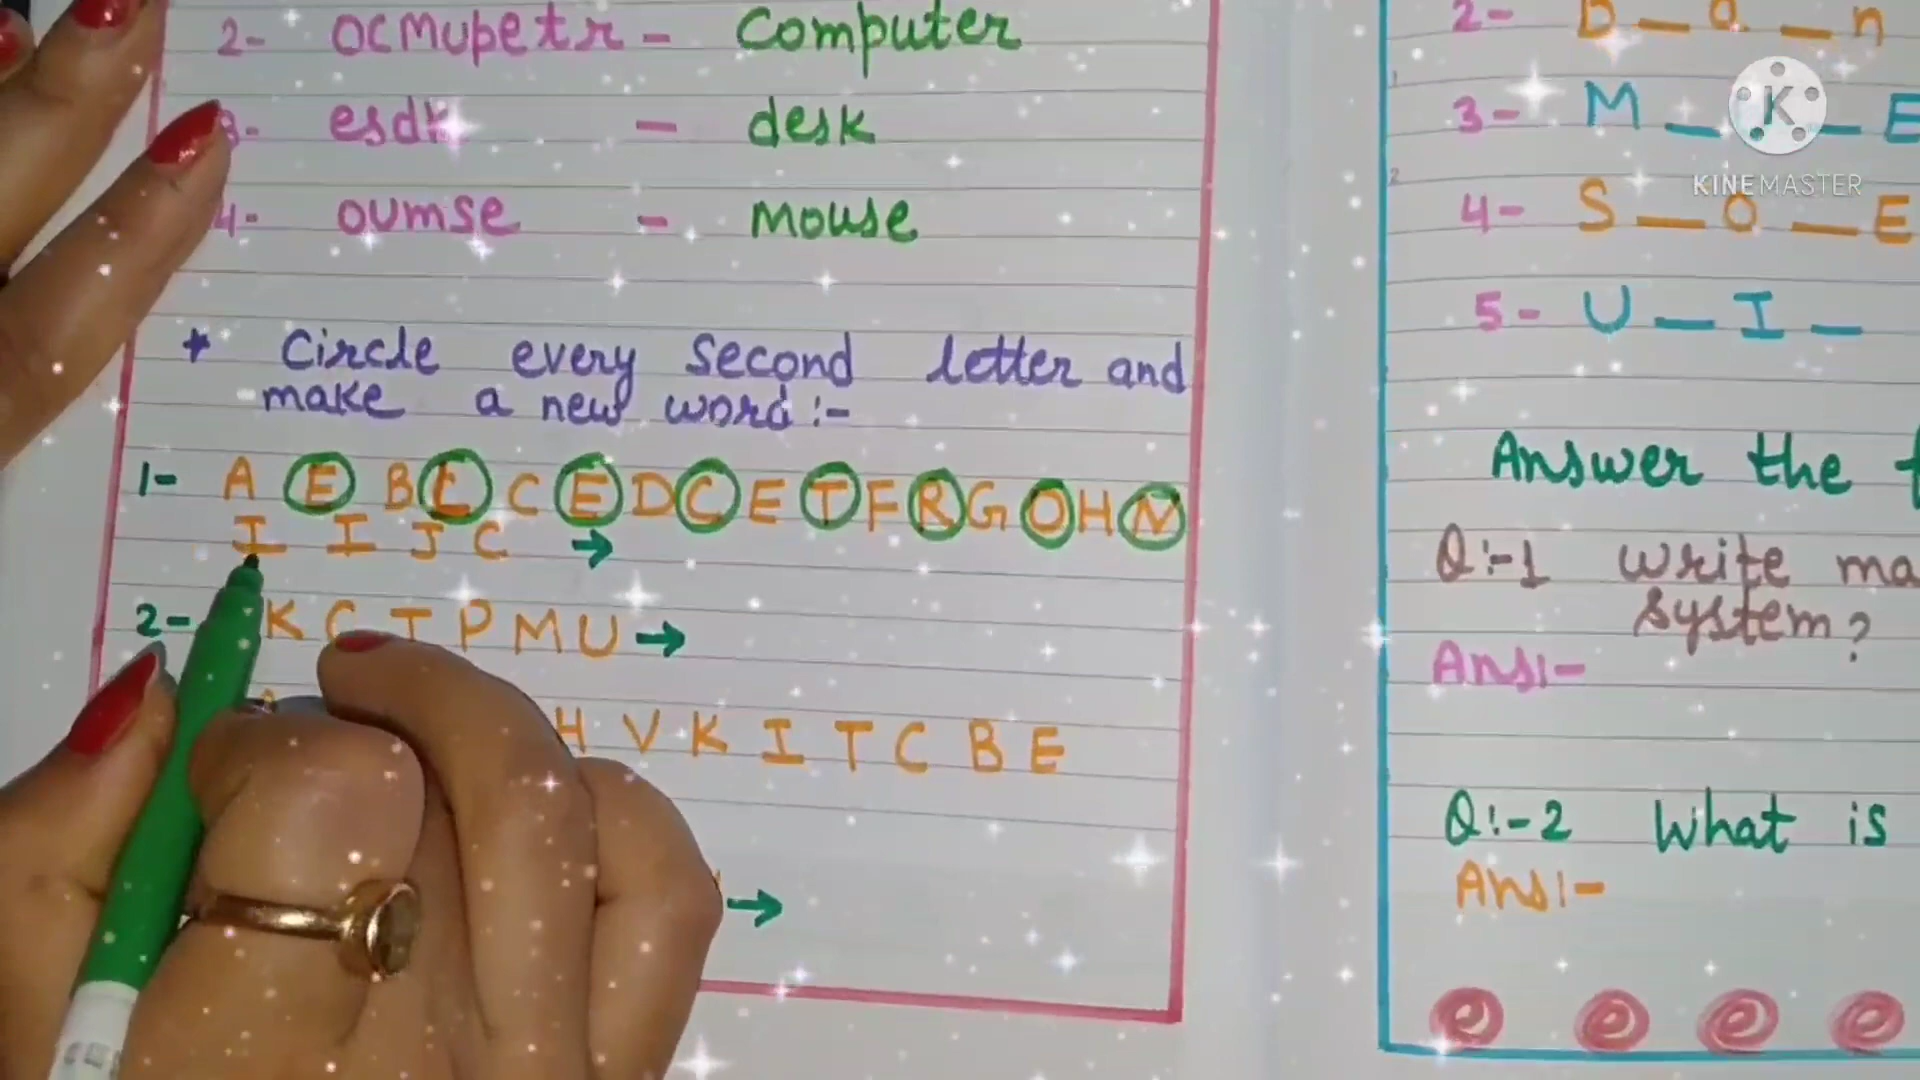 2- ocmupetr - Computer
3- esdk - desk
4- oumse - Mouse
* Circle every second letter and
make a new word :-
1- A E B L C E D C E T F R G O H N
I I J C →
2- K C T P M U →
H V K I T C B E
→
2- D _ a _ n
3- M _ _ E
4- S _ O _ E
5- U _ I _
Answer the
Q:-1 write
system?
Ans:-
Q:-2 What is
Ans:-
KINEMASTER